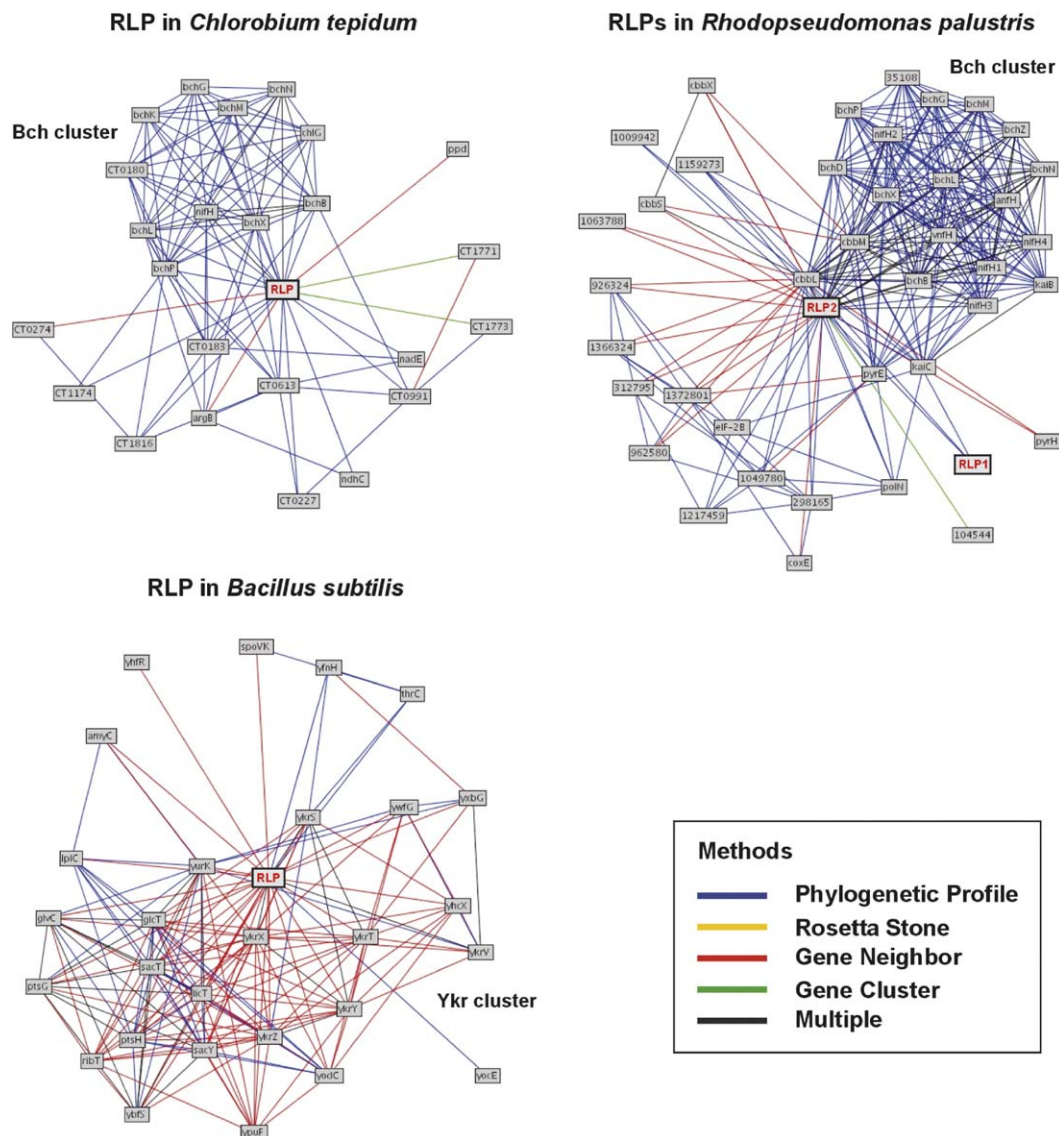 RLP in Chlorobium tepidum
Bch cluster
bchG
bchN
bchK
bchM
chlG
CT0180
ppd
nifH
bchB
bchL
bchX
bchP
CT1771
RLP
CT0274
CT1773
CT0183
nadE
CT1174
CT0613
CT0991
argB
CT1816
ndhC
CT0227
RLPs in Rhodopseudomonas palustris
Bch cluster
cbbX
35108
bchG
bchM
bchP
1009942
nifH2
bchZ
1159273
bchD
bchL
bchN
bchX
anfH
cbbS
1063788
cbbM
vnfH
nifH4
nifH1
cbbL
bchB
kaiB
926324
RLP2
nifH3
1366324
pyrE
kaiC
312795
1372801
eIF-2B
pyrH
962580
RLP1
1049780
polN
298165
1217459
104544
coxE
RLP in Bacillus subtilis
spoVK
yhfR
yfnH
thrC
amyC
ywfG
yxbG
ykrS
lplC
yurK
RLP
glvC
glcT
yhcX
ykrX
ykrT
ykrV
sacT
ptsG
licT
Ykr cluster
ykrY
ptsH
ykrZ
ribT
sacY
yodC
yocE
ybfS
ypuF
Methods
Phylogenetic Profile
Rosetta Stone
Gene Neighbor
Gene Cluster
Multiple